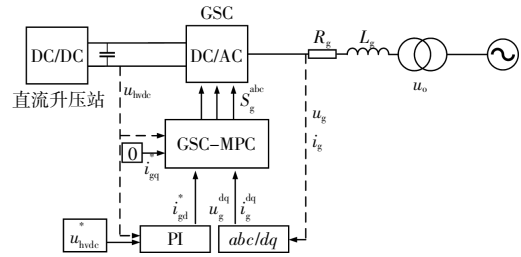 GSC
DC/DC
DC/AC
R_g
L_g
直流升压站
u_hvdc
S_g^abc
u_g
u_o
i_g
GSC-MPC
0
i_gq^*
i_gd^*
u_g^dq
i_g^dq
u_hvdc^*
PI
abc/dq